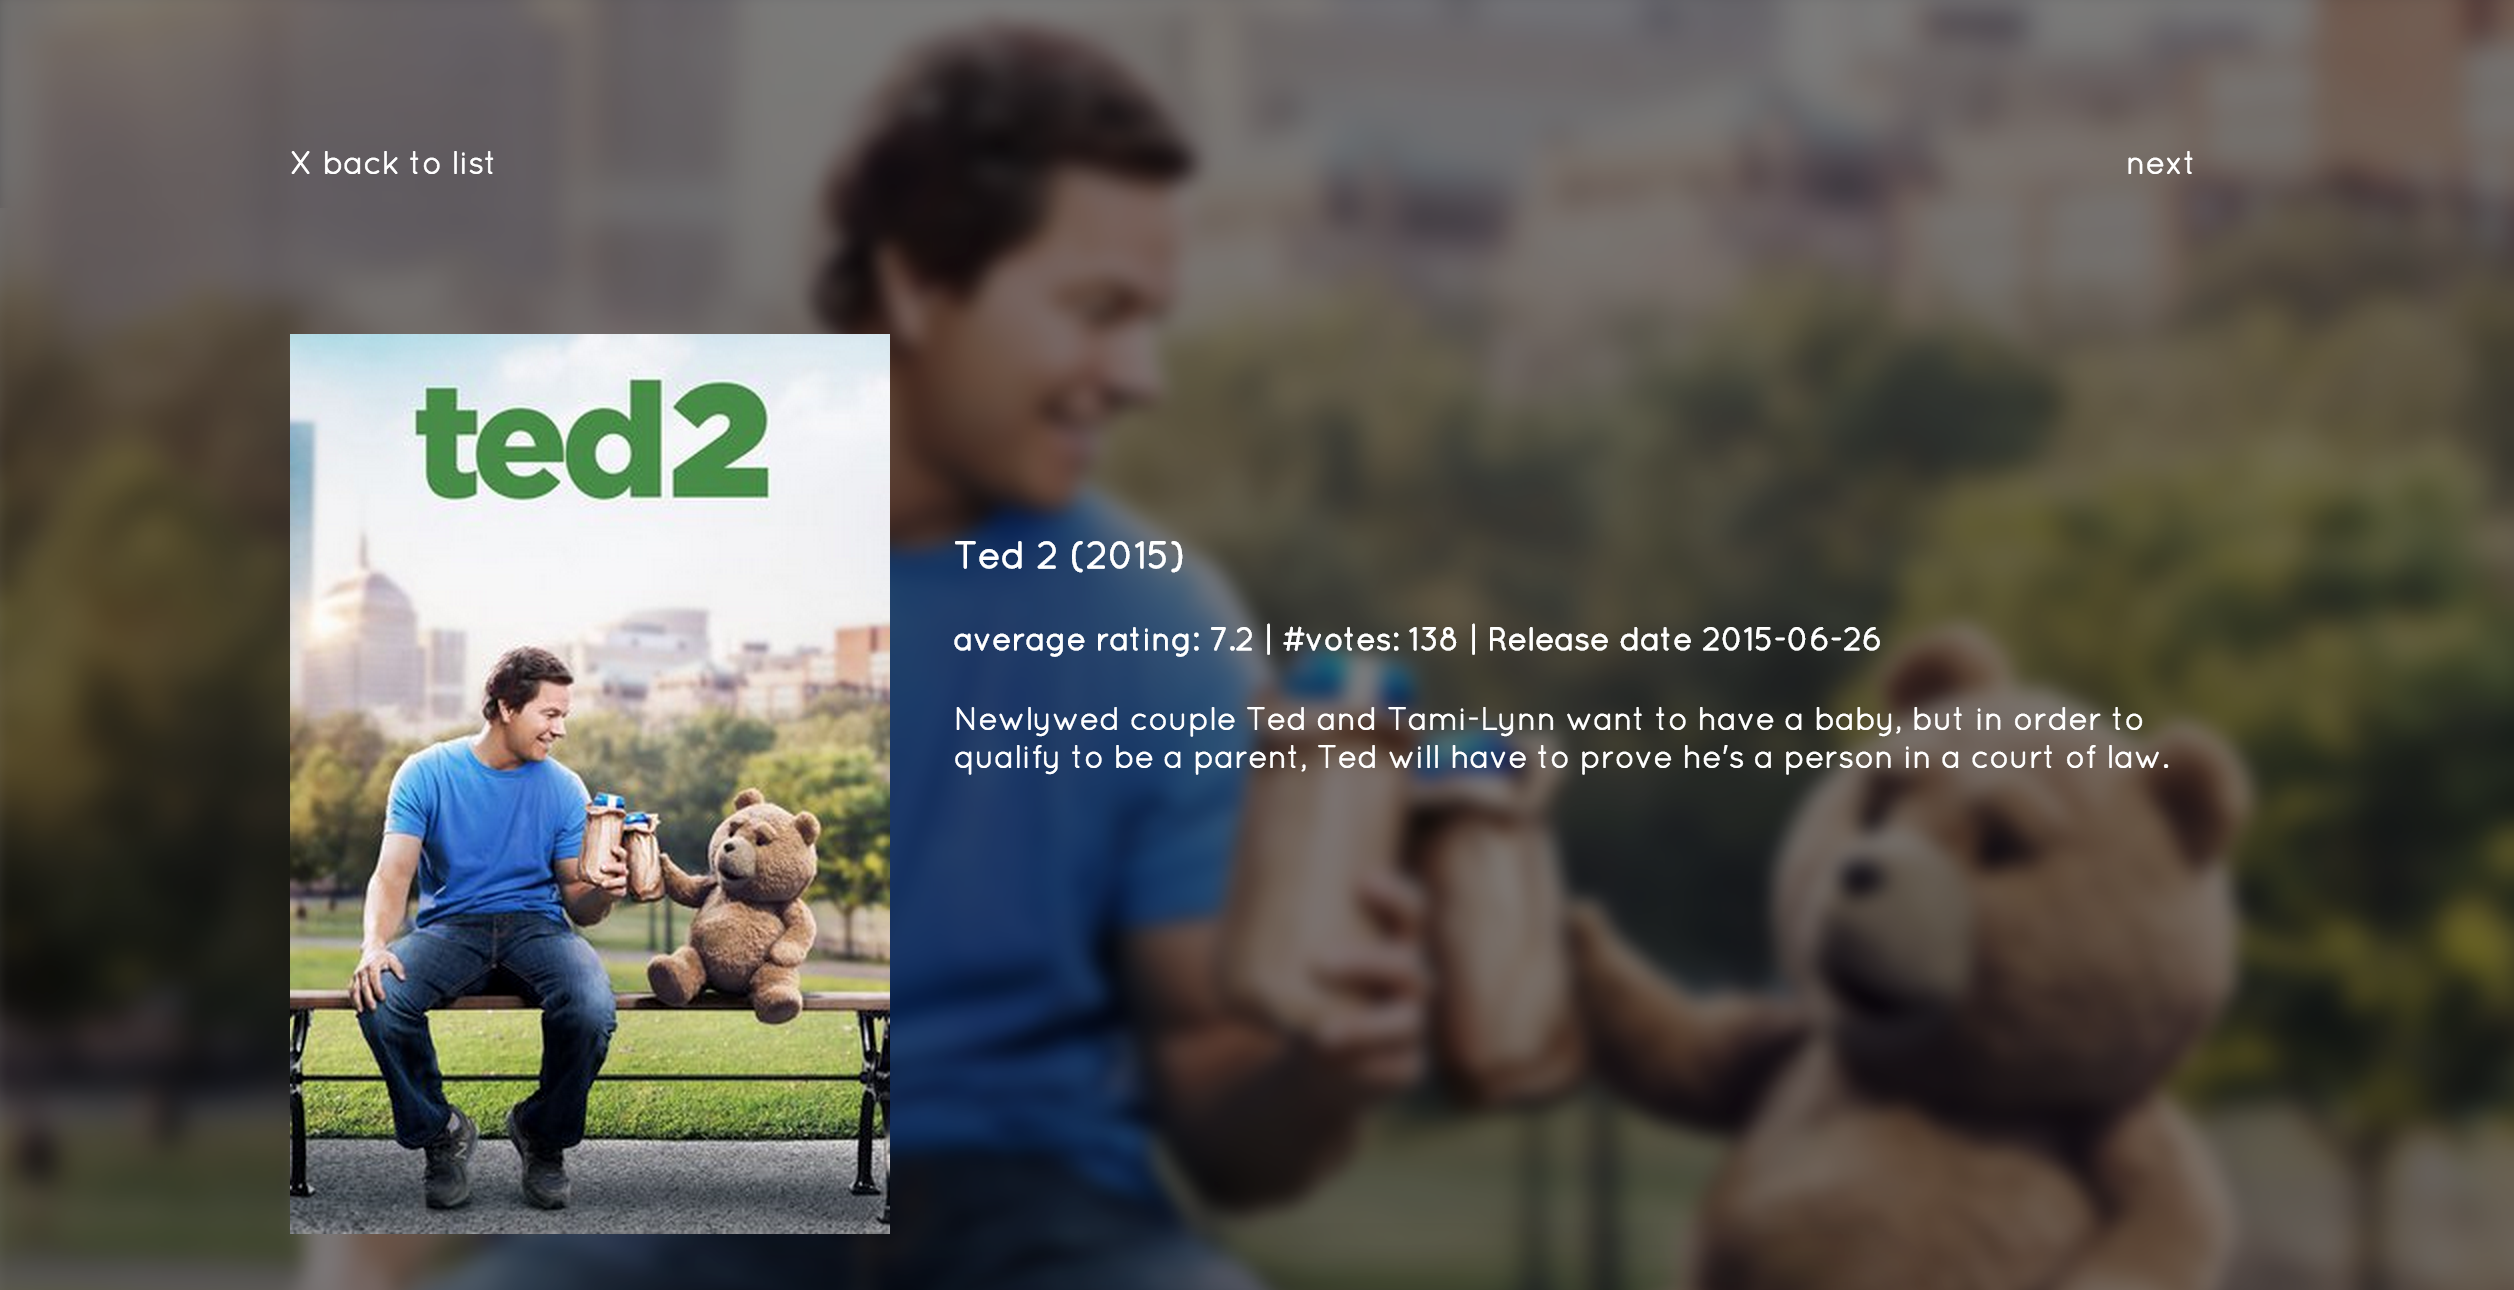 X back to list
next
ted2
Ted 2 (2015)
average rating: 7.2 | #votes: 138 | Release date 2015-06-26
Newlywed couple Ted and Tami-Lynn want to have a baby, but in order to
qualify to be a parent, Ted will have to prove he's a person in a court of law.